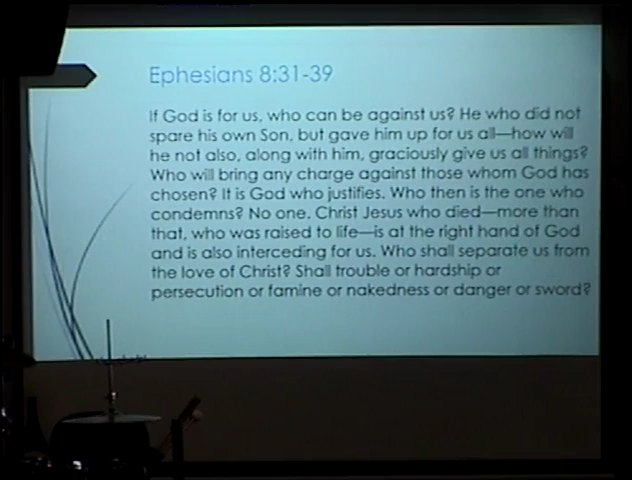 Ephesians 8:31-39
If God is for us, who can be against us? He who did not
spare his own Son, but gave him up for us all—how will
he not also, along with him, graciously give us all things?
Who will bring any charge against those whom God has
chosen? It is God who justifies. Who then is the one who
condemns? No one. Christ Jesus who died—more than
that, who was raised to life—is at the right hand of God
and is also interceding for us. Who shall separate us from
the love of Christ? Shall trouble or hardship or
persecution or famine or nakedness or danger or sword?